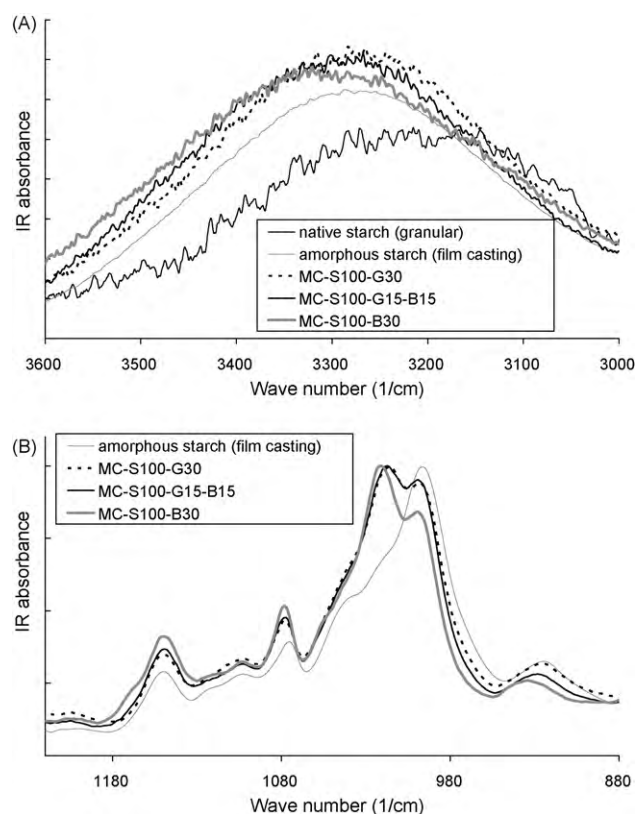 (A)
IR absorbance
native starch (granular)
amorphous starch (film casting)
MC-S100-G30
MC-S100-G15-B15
MC-S100-B30
3600 3500 3400 3300 3200 3100 3000
Wave number (1/cm)
(B)
amorphous starch (film casting)
MC-S100-G30
MC-S100-G15-B15
MC-S100-B30
IR absorbance
1180 1080 980 880
Wave number (1/cm)